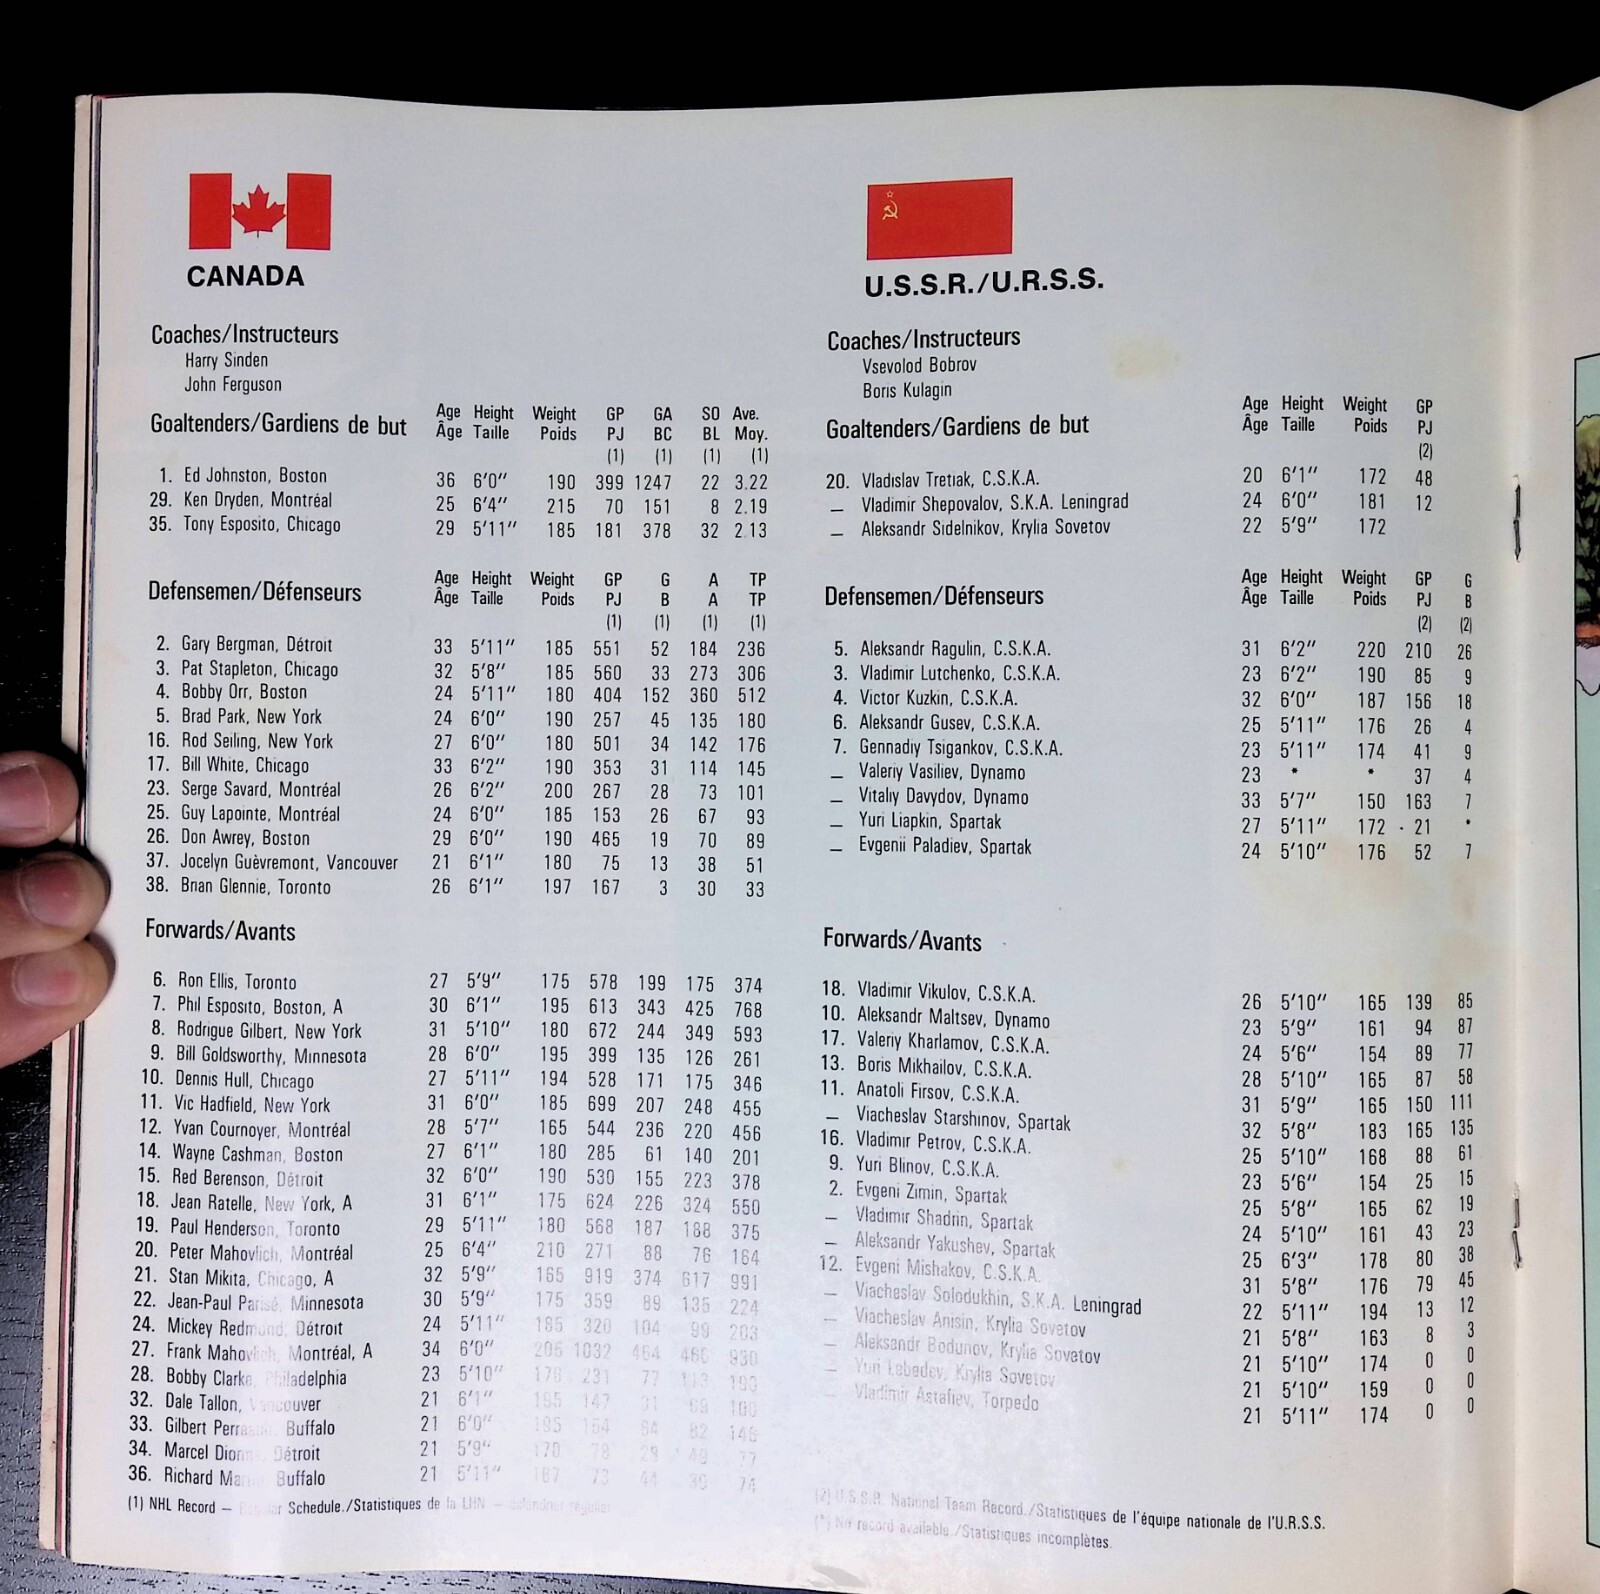 CANADA
Coaches/Instructeurs
Harry Sinden
John Ferguson
Goaltenders/Gardiens de but Age Height Weight GP GA SO Ave.
Âge Taille Poids PJ BC BL Moy.
(1) (1) (1) (1)
1. Ed Johnston, Boston 36 6'0" 190 399 1247 22 3.22
29. Ken Dryden, Montréal 25 6'4" 215 70 151 8 2.19
35. Tony Esposito, Chicago 29 5'11" 185 181 378 32 2.13
Defensemen/Défenseurs Age Height Weight GP G A TP
Âge Taille Poids PJ B A TP
(1) (1) (1) (1)
2. Gary Bergman, Détroit 33 5'11" 185 551 52 184 236
3. Pat Stapleton, Chicago 32 5'8" 185 560 33 273 306
4. Bobby Orr, Boston 24 5'11" 180 404 152 360 512
5. Brad Park, New York 24 6'0" 190 257 45 135 180
16. Rod Seiling, New York 27 6'0" 180 501 34 142 176
17. Bill White, Chicago 33 6'2" 190 353 31 114 145
23. Serge Savard, Montréal 26 6'2" 200 267 28 73 101
25. Guy Lapointe, Montréal 24 6'0" 185 153 26 67 93
26. Don Awrey, Boston 29 6'0" 190 465 19 70 89
37. Jocelyn Guèvremont, Vancouver 21 6'1" 180 75 13 38 51
38. Brian Glennie, Toronto 26 6'1" 197 167 3 30 33
Forwards/Avants
6. Ron Ellis, Toronto 27 5'9" 175 578 199 175 374
7. Phil Esposito, Boston, A 30 6'1" 195 613 343 425 768
8. Rodrigue Gilbert, New York 31 5'10" 180 672 244 349 593
9. Bill Goldsworthy, Minnesota 28 6'0" 195 399 135 126 261
10. Dennis Hull, Chicago 27 5'11" 194 528 171 175 346
11. Vic Hadfield, New York 31 6'0" 185 699 207 248 455
12. Yvan Cournoyer, Montréal 28 5'7" 165 544 236 220 456
14. Wayne Cashman, Boston 27 6'1" 180 285 61 140 201
15. Red Berenson, Détroit 32 6'0" 190 530 155 223 378
18. Jean Ratelle, New York, A 31 6'1" 175 624 226 324 550
19. Paul Henderson, Toronto 29 5'11" 180 568 187 188 375
20. Peter Mahovlich, Montréal 25 6'4" 210 271 88 76 164
21. Stan Mikita, Chicago, A 32 5'9" 165 919 374 617 991
22. Jean-Paul Parisé, Minnesota 30 5'9" 175 359 89 135 224
24. Mickey Redmond, Détroit 24 5'11" 185 320 104 99 203
27. Frank Mahovlich, Montréal, A 34 6'0" 205 1032 464 466 930
28. Bobby Clarke, Philadelphia 23 5'10" 231 77
32. Dale Tallon, Vancouver 21 6'1" 195 147 31 69 100
33. Gilbert Buffalo 21 6'0" 195 154 82
34. Marcel Détroit 21 5'9" 170 78 77
36. Richard Buffalo 21 5'11" 73 44 74
(1) NHL Record – Schedule./Statistiques de la LHN –
U.S.S.R./U.R.S.S.
Coaches/Instructeurs
Vsevolod Bobrov
Boris Kulagin
Goaltenders/Gardiens de but Age Height Weight GP
Âge Taille Poids PJ
(2)
20. Vladislav Tretiak, C.S.K.A. 20 6'1" 172 48
– Vladimir Shepovalov, S.K.A. Leningrad 24 6'0" 181 12
– Aleksandr Sidelnikov, Krylia Sovetov 22 5'9" 172
Defensemen/Défenseurs Age Height Weight GP G
Âge Taille Poids PJ B
(2) (2)
5. Aleksandr Ragulin, C.S.K.A. 31 6'2" 220 210 26
3. Vladimir Lutchenko, C.S.K.A. 23 6'2" 190 85 9
4. Victor Kuzkin, C.S.K.A. 32 6'0" 187 156 18
6. Aleksandr Gusev, C.S.K.A. 25 5'11" 176 26 4
7. Gennadiy Tsigankov, C.S.K.A. 23 5'11" 174 41 9
– Valeriy Vasiliev, Dynamo 23 * * 37 4
– Vitaliy Davydov, Dynamo 33 5'7" 150 163 7
– Yuri Liapkin, Spartak 27 5'11" 172 21 *
– Evgenii Paladiev, Spartak 24 5'10" 176 52 7
Forwards/Avants
18. Vladimir Vikulov, C.S.K.A. 26 5'10" 165 139 85
10. Aleksandr Maltsev, Dynamo 23 5'9" 161 94 87
17. Valeriy Kharlamov, C.S.K.A. 24 5'6" 154 89 77
13. Boris Mikhailov, C.S.K.A. 28 5'10" 165 87 58
11. Anatoli Firsov, C.S.K.A. 31 5'9" 165 150 111
– Viacheslav Starshinov, Spartak 32 5'8" 183 165 135
16. Vladimir Petrov, C.S.K.A. 25 5'10" 168 88 61
9. Yuri Blinov, C.S.K.A. 23 5'6" 154 25 15
2. Evgeni Zimin, Spartak 25 5'8" 165 62 19
– Vladimir Shadrin, Spartak 24 5'10" 161 43 23
– Aleksandr Yakushev, Spartak 25 6'3" 178 80 38
12. Evgeni Mishakov, C.S.K.A. 31 5'8" 176 79 45
– Viacheslav Solodukhin, S.K.A. Leningrad 22 5'11" 194 13 12
– Viacheslav Anisin, Krylia Sovetov 21 5'8" 163 8 3
– Aleksandr Bodunov, Krylia Sovetov 21 5'10" 174 0 0
– Yuri Lebedev, Krylia Sovetov 21 5'10" 159 0 0
– Vladimir Astafiev, Torpedo 21 5'11" 174 0 0
(2) U.S.S.R. National Team Record./Statistiques de l'équipe nationale de l'U.R.S.S.
(*) No record available./Statistiques incomplètes.